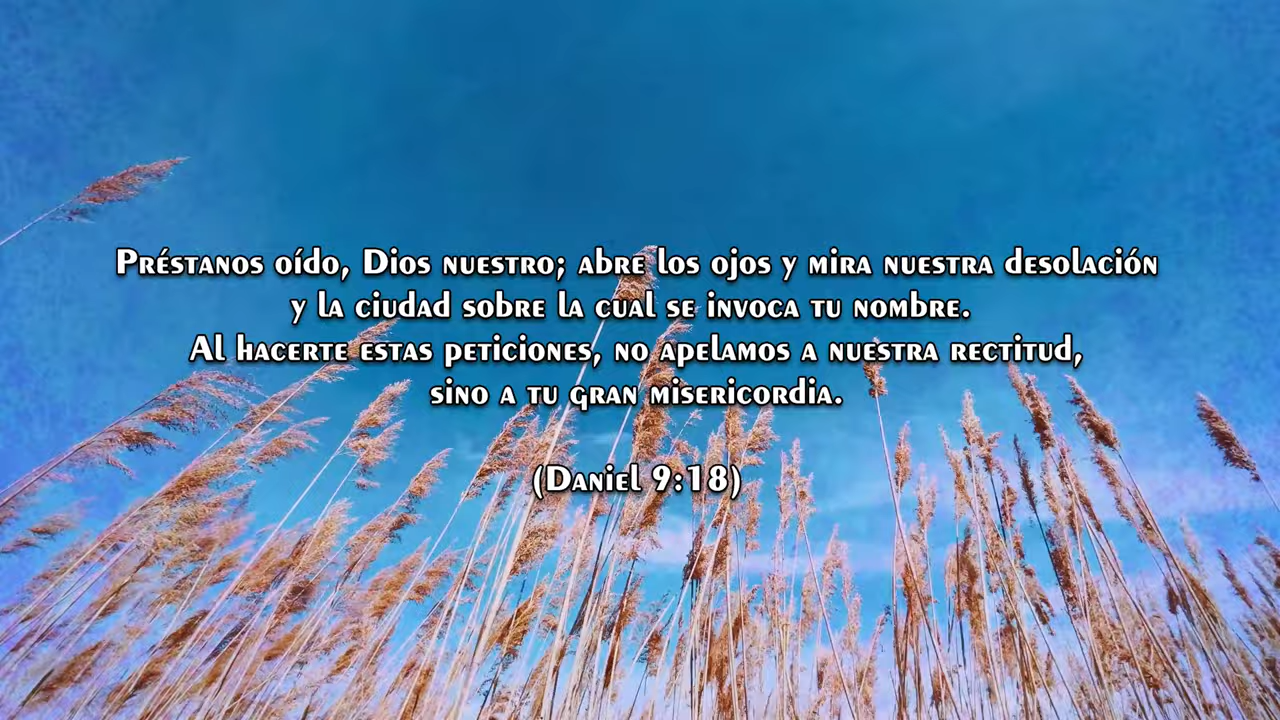 Préstanos oído, Dios nuestro; abre los ojos y mira nuestra desolación
y la ciudad sobre la cual se invoca tu nombre.
Al hacerte estas peticiones, no apelamos a nuestra rectitud,
sino a tu gran misericordia.
(Daniel 9:18)